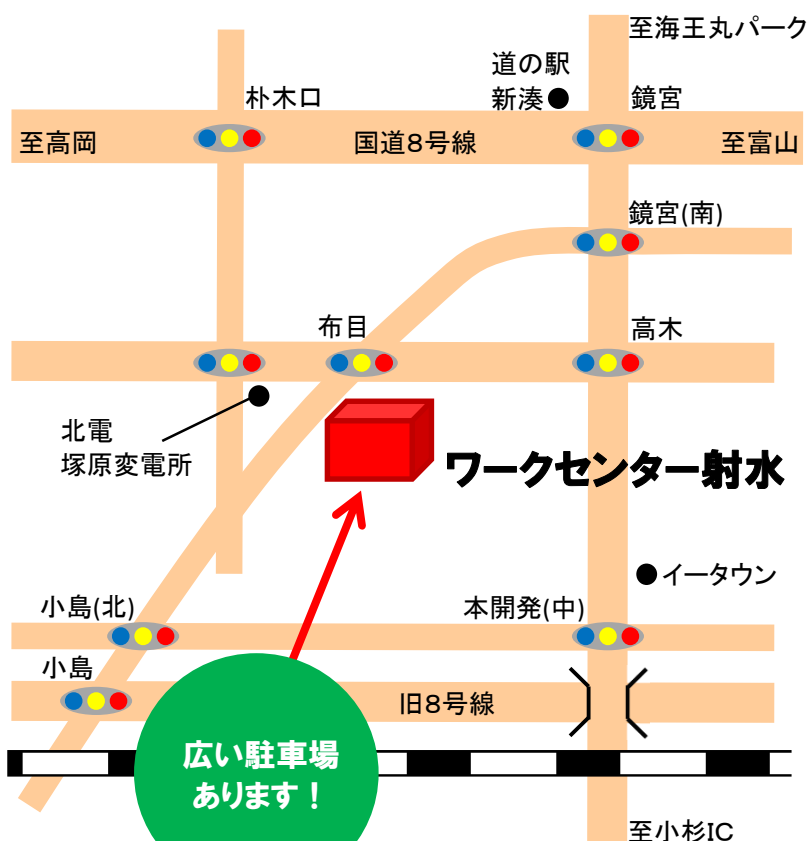 至海王丸パーク
道の駅
新湊
朴木口
鏡宮
至高岡
国道8号線
至富山
鏡宮(南)
布目
高木
北電
塚原変電所
ワークセンター射水
イータウン
小島(北)
本開発(中)
小島
旧8号線
広い駐車場
あります！
至小杉IC